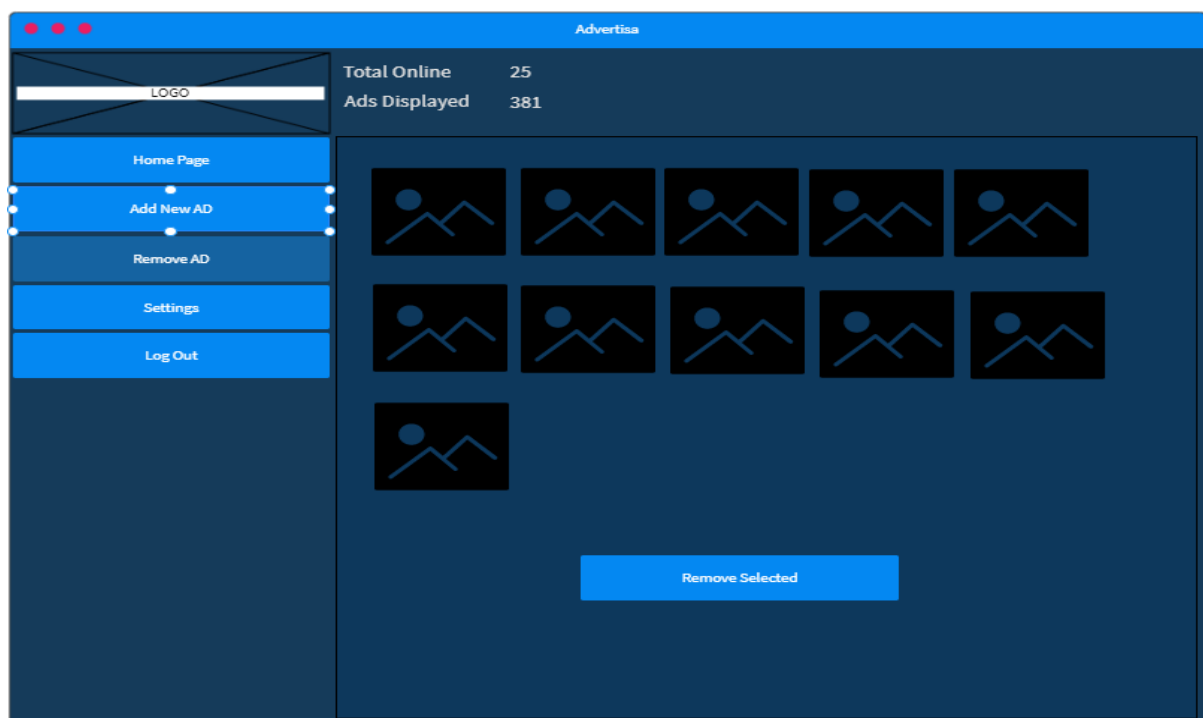 Advertisa
LOGO
Total Online 25
Ads Displayed 381
Home Page
Add New AD
Remove AD
Settings
Log Out
Remove Selected